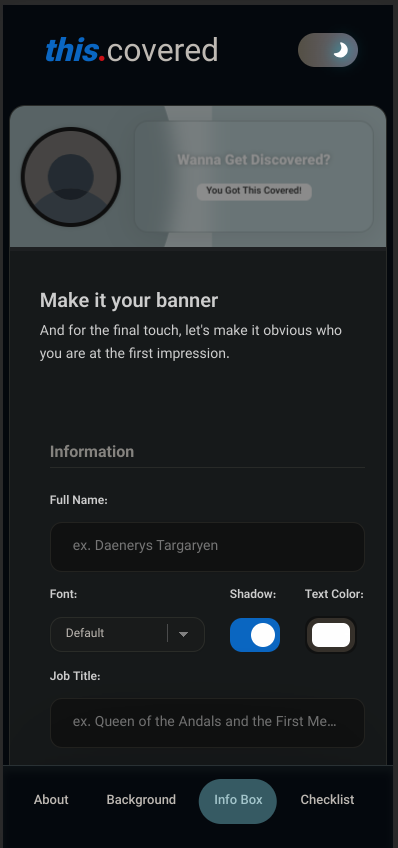 this.covered
Wanna Get Discovered?
You Got This Covered!
Make it your banner
And for the final touch, let's make it obvious who
you are at the first impression.
Information
Full Name:
ex. Daenerys Targaryen
Font: Shadow: Text Color:
Default
Job Title:
ex. Queen of the Andals and the First Me...
About Background Info Box Checklist